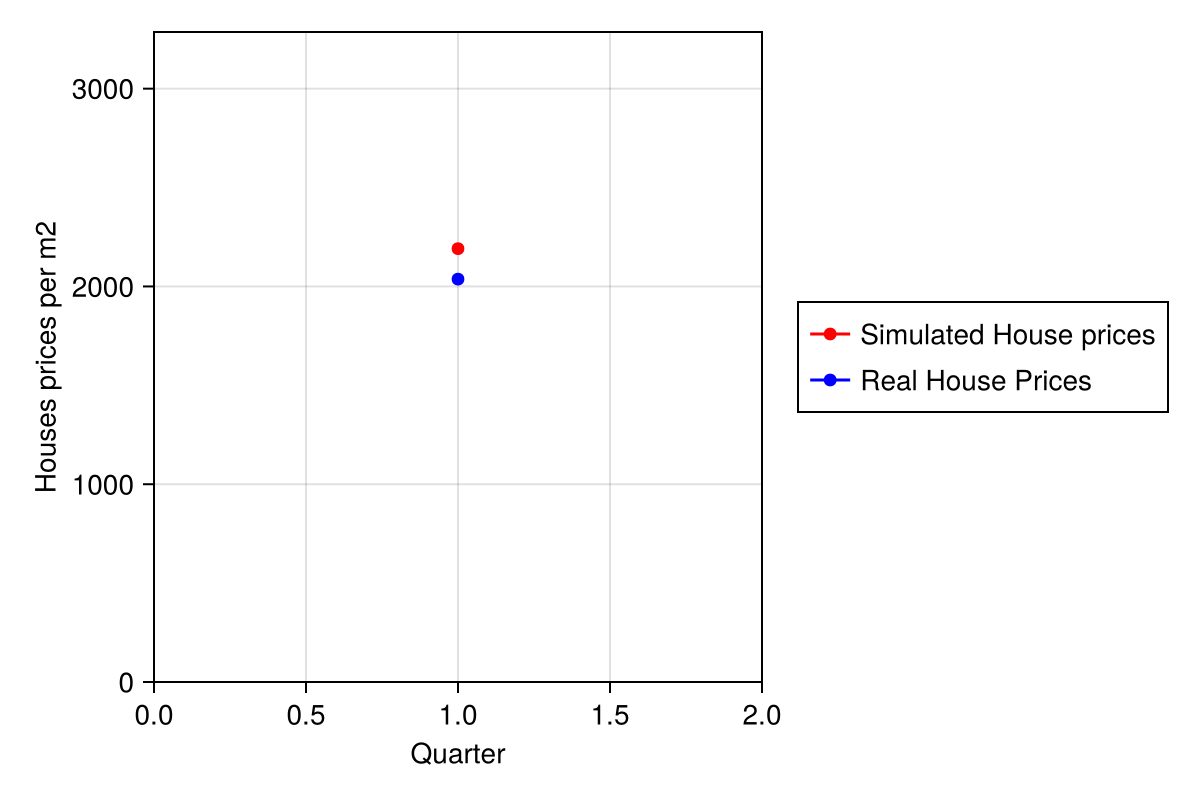 3000
2000
1000
0
Houses prices per m2
0.0 0.5 1.0 1.5 2.0
Quarter
Simulated House prices
Real House Prices